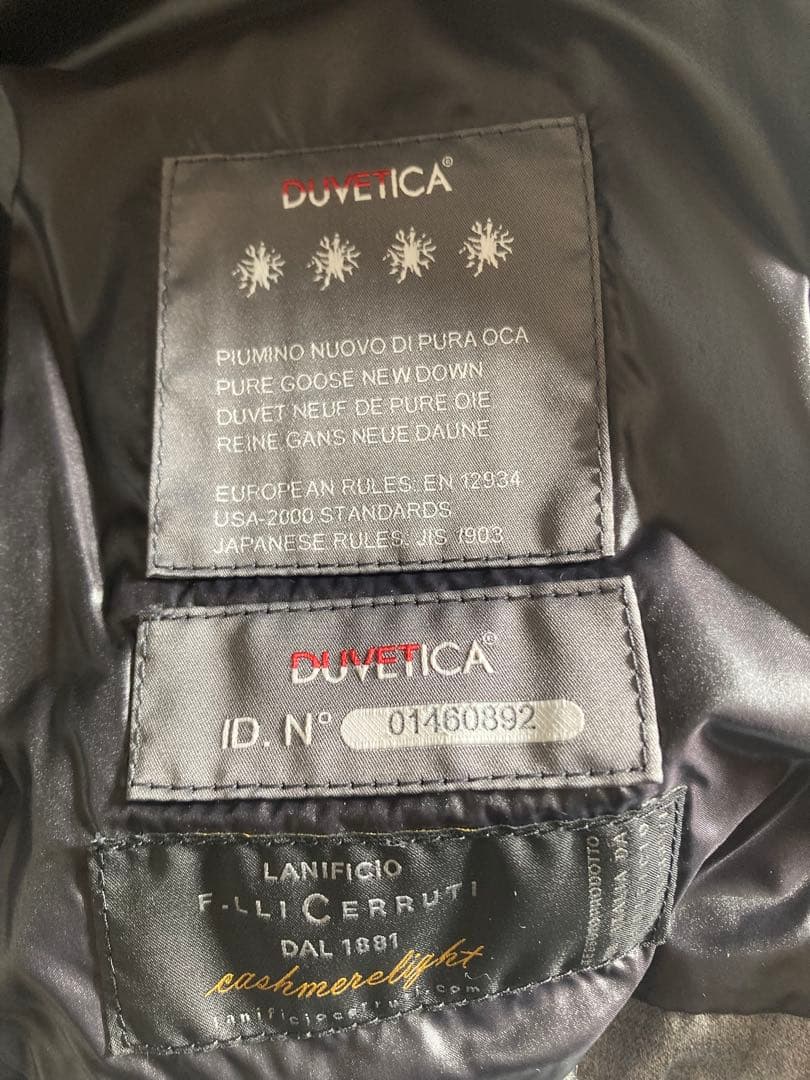 DUVETICA®
PIUMINO NUOVO DI PURA OCA
PURE GOOSE NEW DOWN
DUVET NEUF DE PURE OIE
REINE GANS NEUE DAUNE
EUROPEAN RULES: EN 12934
USA-2000 STANDARDS
JAPANESE RULES: JIS 1903
DUVETICA®
ID. N° 01460892
LANIFICIO
F-LLI CERRUTI
DAL 1881
cashmerelight
lanificiocerruti.com